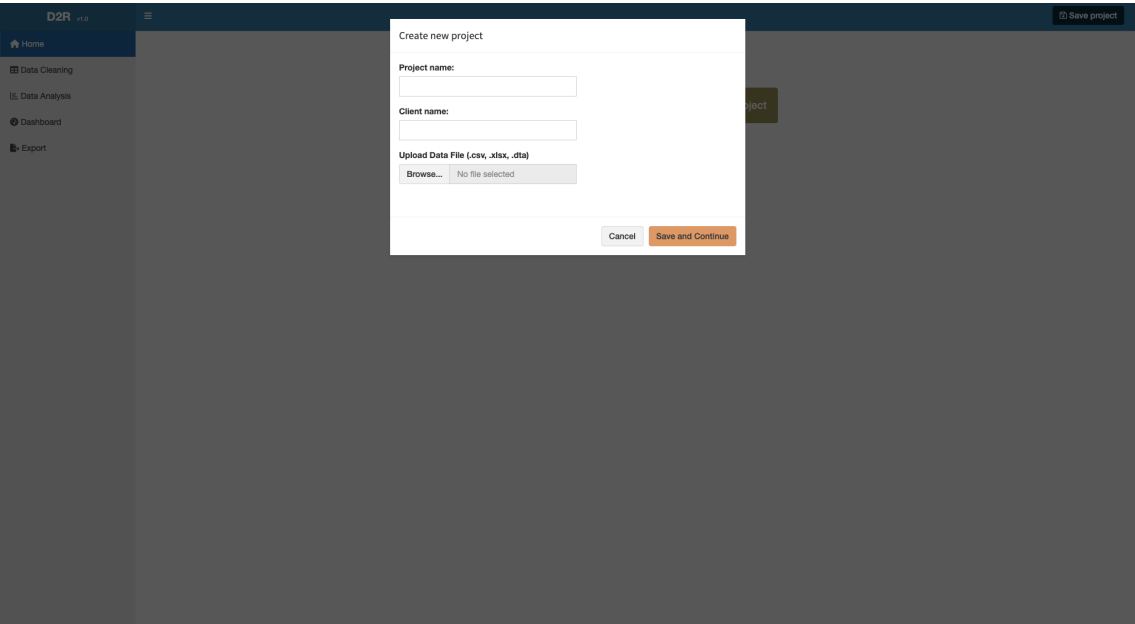 D2R v1.0
Save project
Home
Data Cleaning
Data Analysis
Dashboard
Export
Create new project
Project name:
Client name:
Upload Data File (.csv, .xlsx, .dta)
Browse... No file selected
Cancel Save and Continue